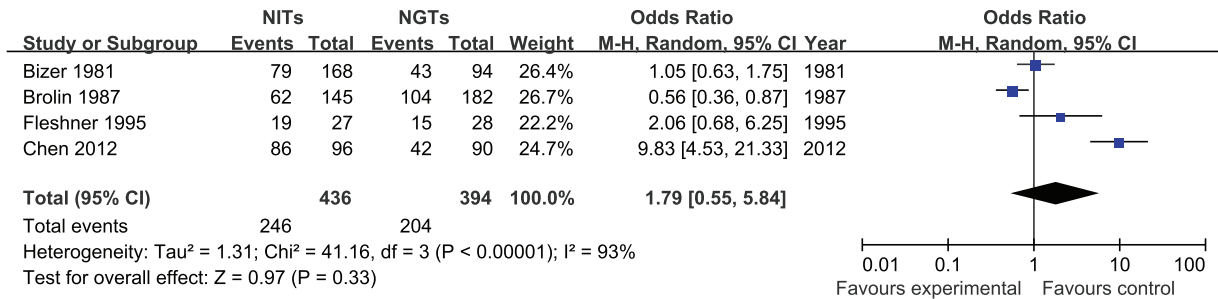 NITs NGTs Odds Ratio Odds Ratio
Study or Subgroup Events Total Events Total Weight M-H, Random, 95% CI Year M-H, Random, 95% CI
Bizer 1981 79 168 43 94 26.4% 1.05 [0.63, 1.75] 1981
Brolin 1987 62 145 104 182 26.7% 0.56 [0.36, 0.87] 1987
Fleshner 1995 19 27 15 28 22.2% 2.06 [0.68, 6.25] 1995
Chen 2012 86 96 42 90 24.7% 9.83 [4.53, 21.33] 2012
Total (95% CI) 436 394 100.0% 1.79 [0.55, 5.84]
Total events 246 204
Heterogeneity: Tau² = 1.31; Chi² = 41.16, df = 3 (P < 0.00001); I² = 93%
Test for overall effect: Z = 0.97 (P = 0.33)
0.01 0.1 1 10 100
Favours experimental Favours control